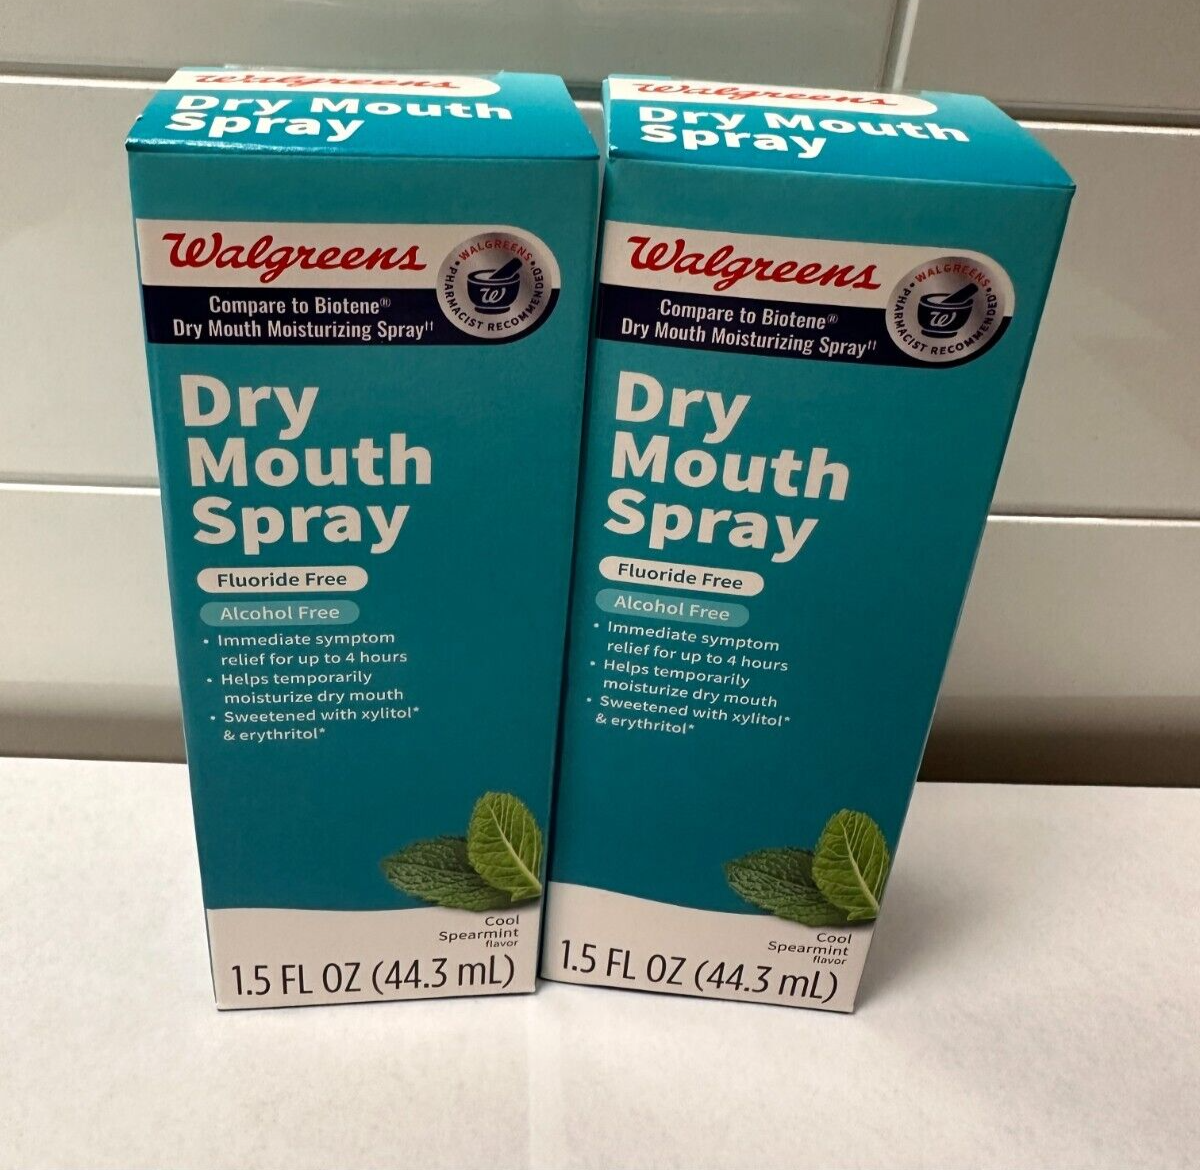 Walgreens
Dry Mouth
Spray
Walgreens
Compare to Biotene®
Dry Mouth Moisturizing Spray††
WALGREENS
PHARMACIST RECOMMENDED
W
Dry
Mouth
Spray
Fluoride Free
Alcohol Free
• Immediate symptom
relief for up to 4 hours
• Helps temporarily
moisturize dry mouth
• Sweetened with xylitol*
& erythritol*
Cool
Spearmint
flavor
1.5 FL OZ (44.3 mL)
Walgreens
Dry Mouth
Spray
Walgreens
Compare to Biotene®
Dry Mouth Moisturizing Spray††
WALGREENS
PHARMACIST RECOMMENDED
W
Dry
Mouth
Spray
Fluoride Free
Alcohol Free
• Immediate symptom
relief for up to 4 hours
• Helps temporarily
moisturize dry mouth
• Sweetened with xylitol*
& erythritol*
Cool
Spearmint
flavor
1.5 FL OZ (44.3 mL)